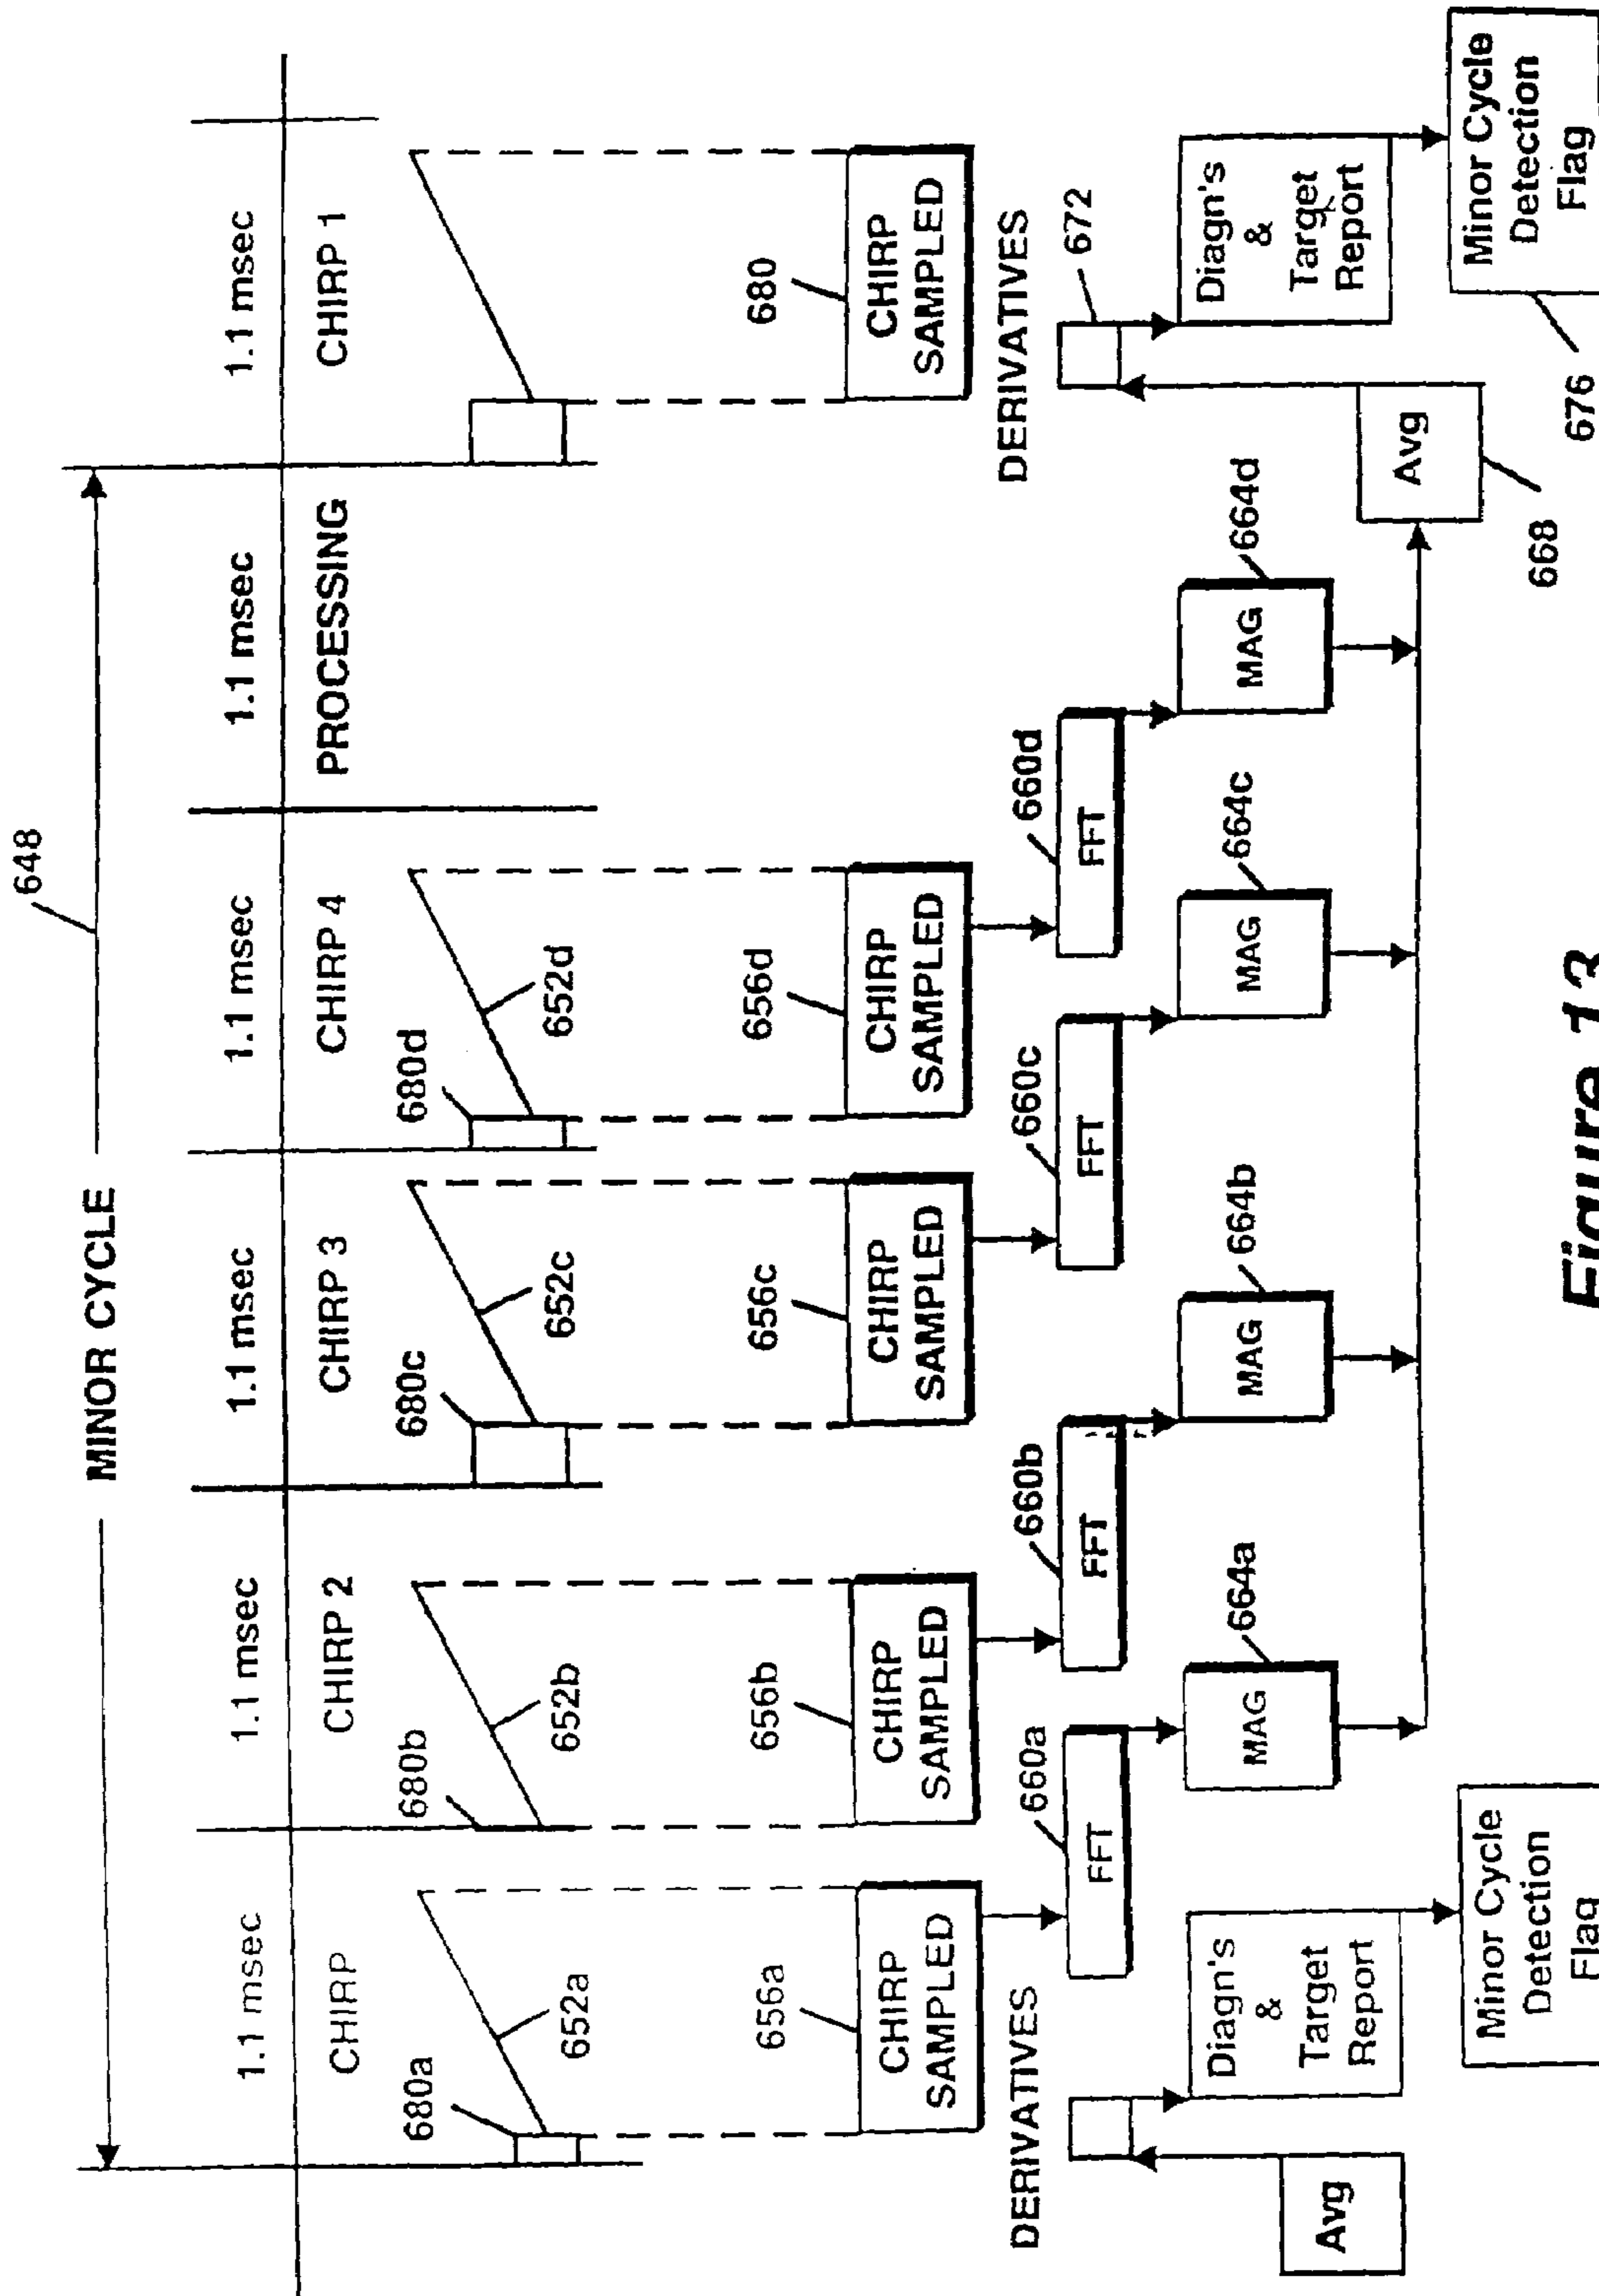 648
MINOR CYCLE
1.1 msec
1.1 msec
1.1 msec
1.1 msec
1.1 msec
1.1 msec
CHIRP
CHIRP 2
CHIRP 3
CHIRP 4
PROCESSING
CHIRP 1
680a
680b
680c
680d
652a
652b
652c
652d
656a
656b
656c
656d
680
CHIRP
SAMPLED
CHIRP
SAMPLED
CHIRP
SAMPLED
CHIRP
SAMPLED
CHIRP
SAMPLED
DERIVATIVES
660a
660b
660c
660d
DERIVATIVES
672
FFT
FFT
FFT
FFT
664a
664b
664c
664d
Diagn's
&
Target
Report
MAG
MAG
MAG
MAG
Diagn's
&
Target
Report
Avg
Avg
668
Minor Cycle
Detection
Flag
Minor Cycle
Detection
Flag
676
Figure 13